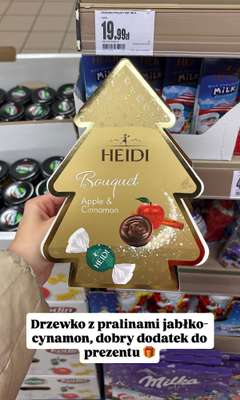 19,99zł
MILK
HEIDI
Bouquet
Apple &
Cinnamon
HEIDI
Drzewko z pralinami jabłko-
cynamon, dobry dodatek do
prezentu 🎁
Milka